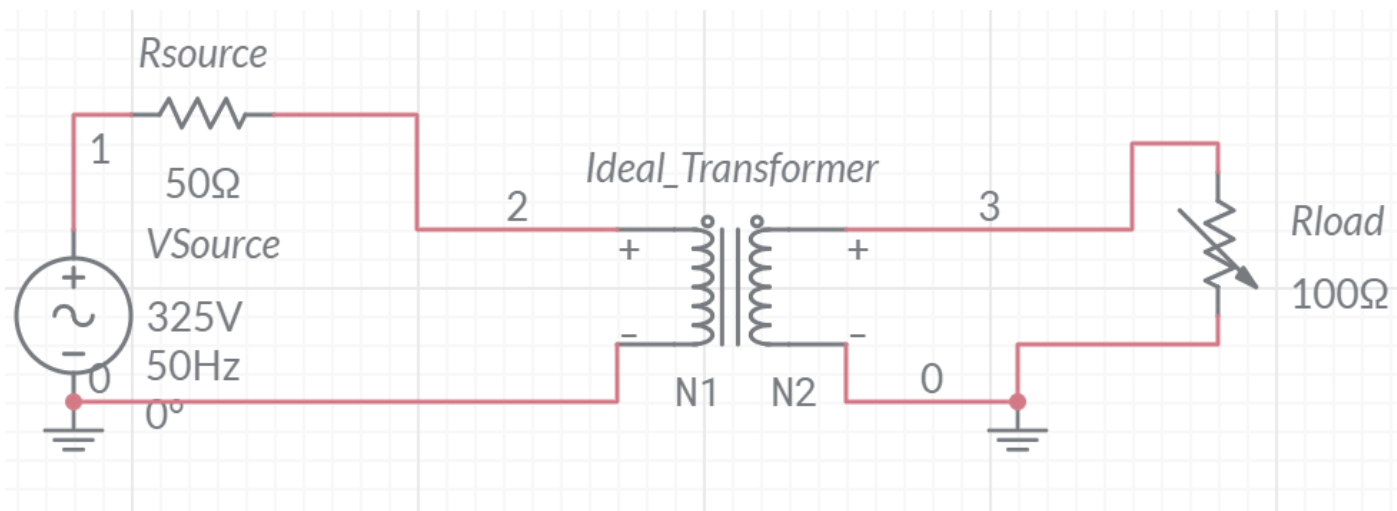 Rsource
1
50Ω
VSource
325V
50Hz
0°
0
2
Ideal_Transformer
+
+
–
–
N1
N2
3
0
Rload
100Ω